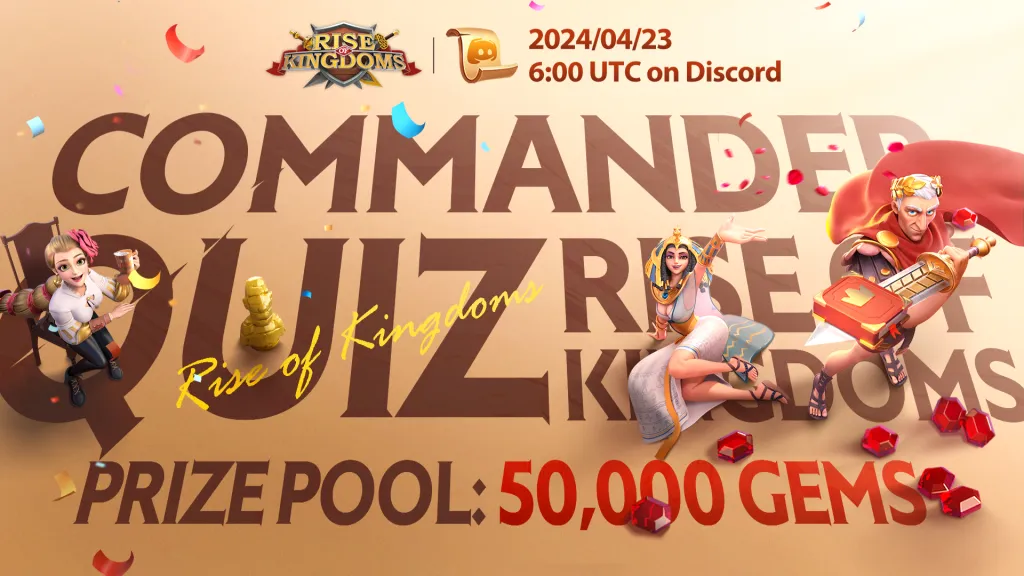 RISE
OF
KINGDOMS
2024/04/23
6:00 UTC on Discord
COMMANDER
QUIZ
RISE OF
KINGDOMS
Rise of Kingdoms
PRIZE POOL: 50,000 GEMS